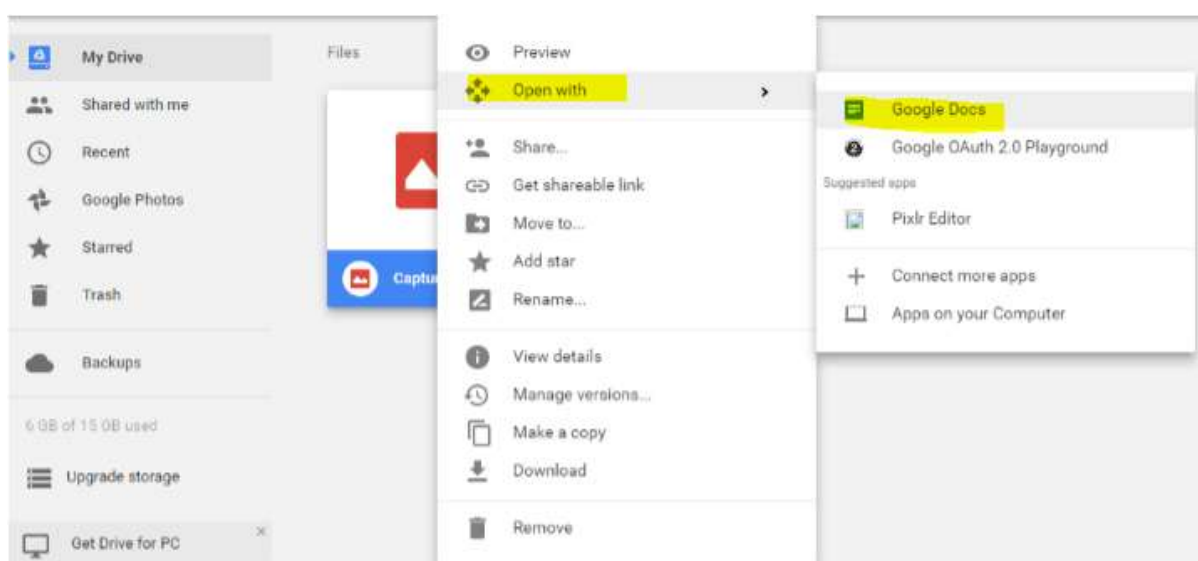 My Drive
Shared with me
Recent
Google Photos
Starred
Trash
Backups
6 GB of 15 GB used
Upgrade storage
Get Drive for PC
Files
Captu
Preview
Open with
Share...
Get shareable link
Move to...
Add star
Rename...
View details
Manage versions...
Make a copy
Download
Remove
Google Docs
Google OAuth 2.0 Playground
Suggested apps
Pixlr Editor
Connect more apps
Apps on your Computer